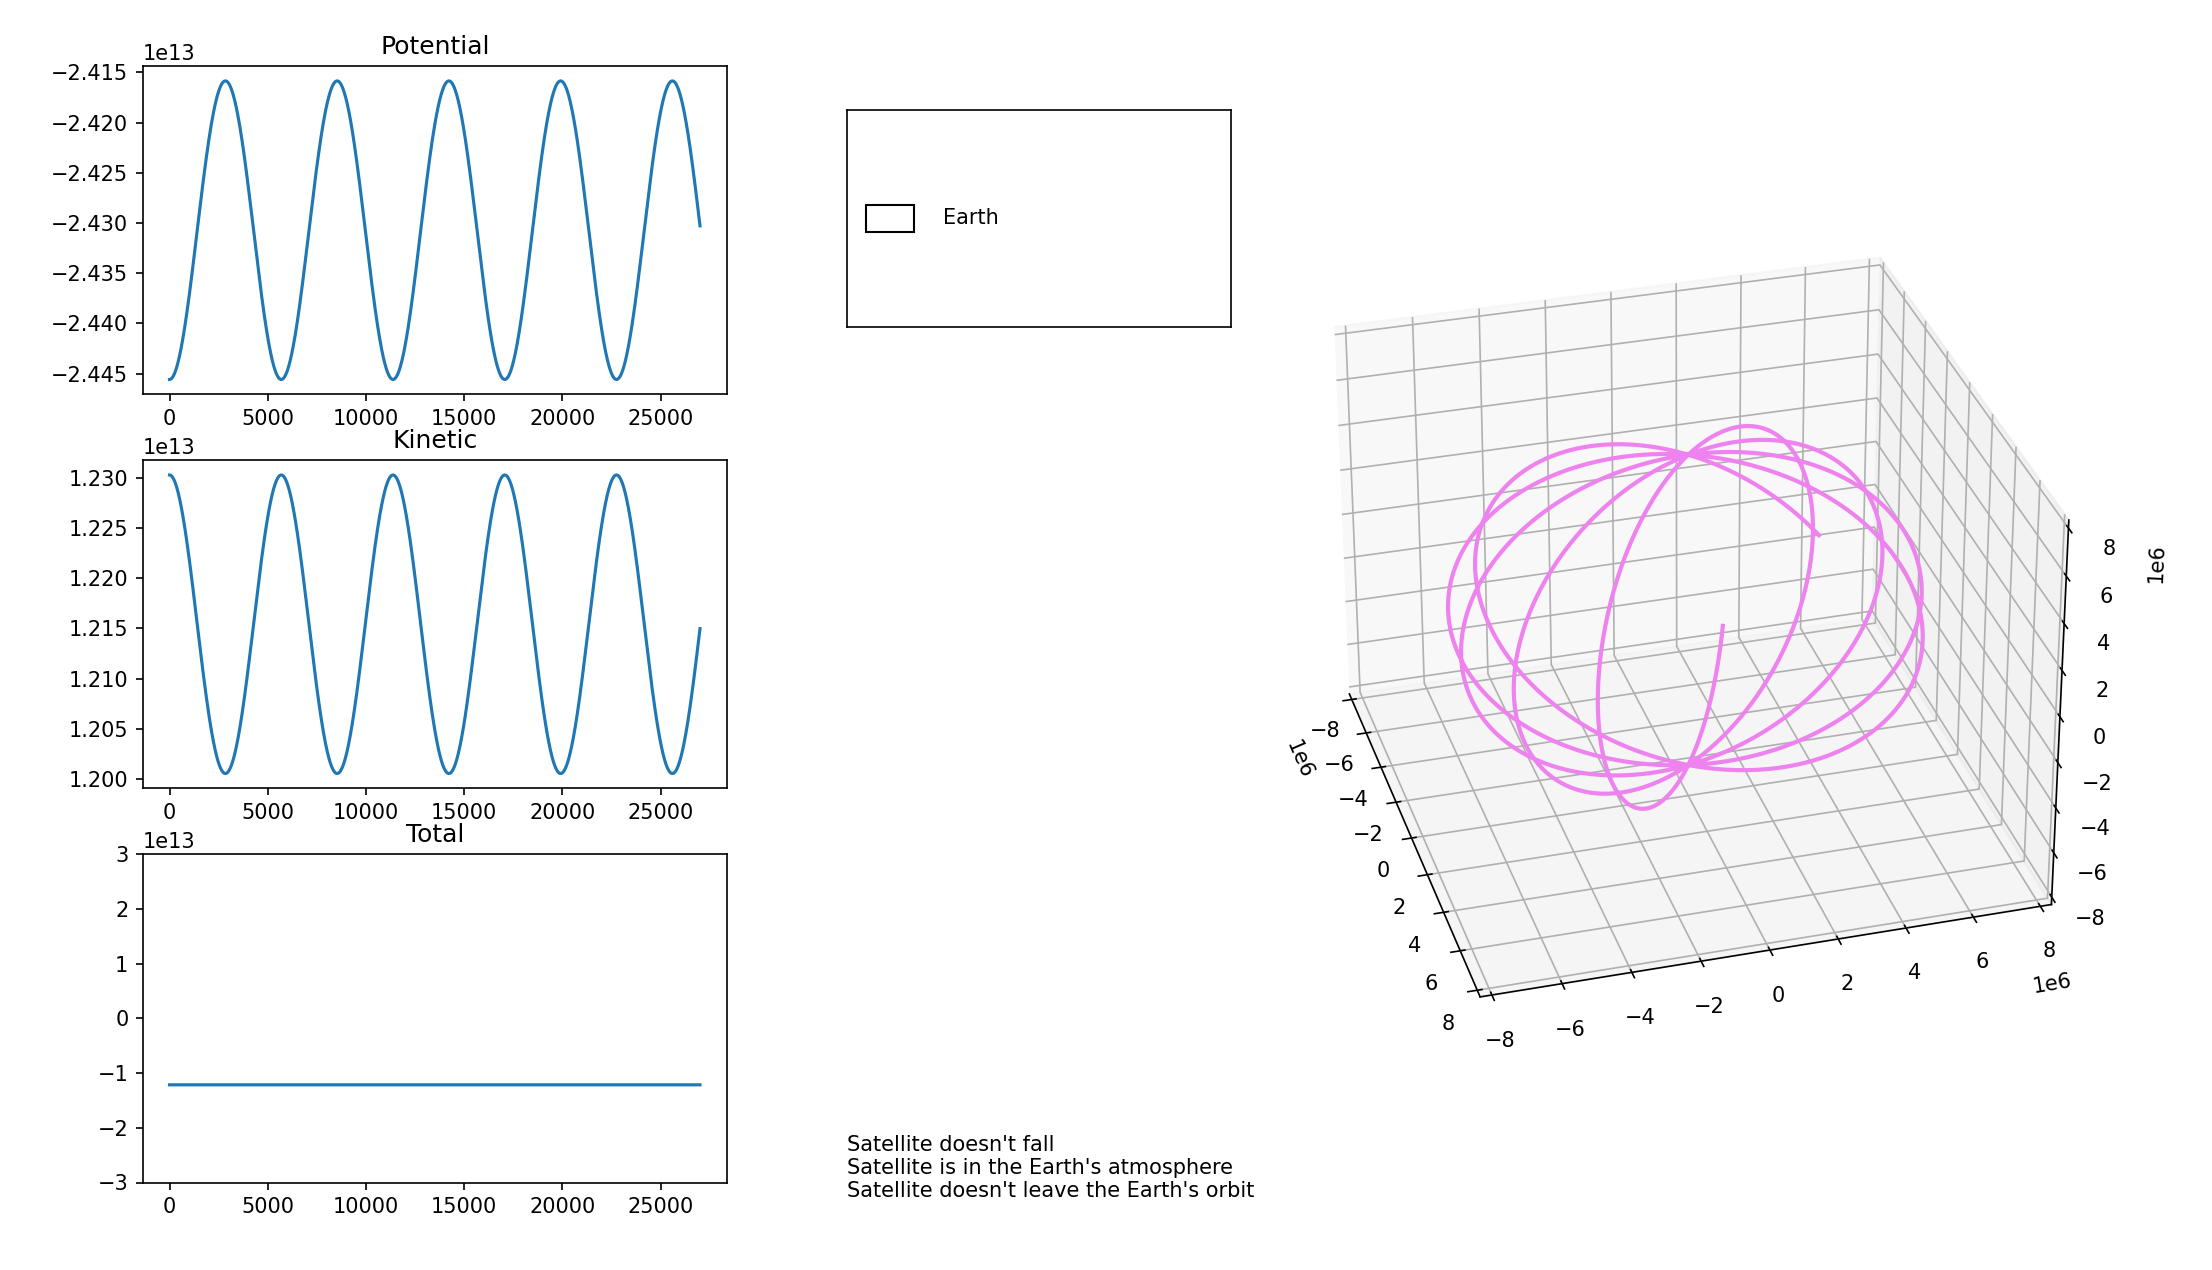 Potential
1e13
−2.415
−2.420
−2.425
−2.430
−2.435
−2.440
−2.445
0 5000 10000 15000 20000 25000
Kinetic
1e13
1.230
1.225
1.220
1.215
1.210
1.205
1.200
0 5000 10000 15000 20000 25000
Total
1e13
3
2
1
0
−1
−2
−3
0 5000 10000 15000 20000 25000
Earth
Satellite doesn't fall
Satellite is in the Earth's atmosphere
Satellite doesn't leave the Earth's orbit
1e6
−8
−6
−4
−2
0
2
4
6
8
−8 −6 −4 −2 0 2 4 6 8
1e6
8
6
4
2
0
−2
−4
−6
−8
1e6